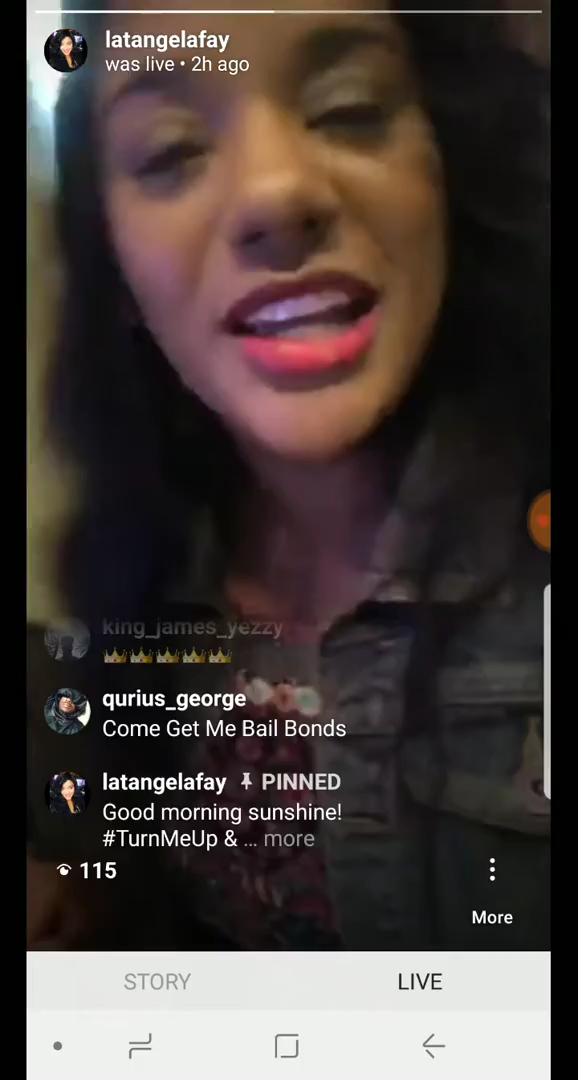 latangelafay
was live • 2h ago
king_james_yezzy
👑👑👑👑👑
qurius_george
Come Get Me Bail Bonds
latangelafay PINNED
Good morning sunshine!
#TurnMeUp & ... more
115
More
STORY LIVE